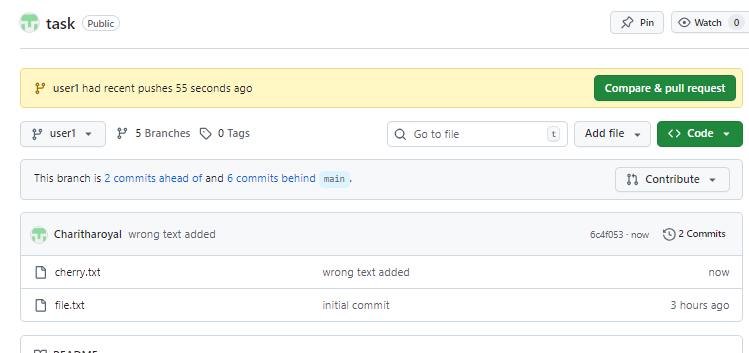 task Public Pin Watch 0
user1 had recent pushes 55 seconds ago Compare & pull request
user1 5 Branches 0 Tags Go to file t Add file <> Code
This branch is 2 commits ahead of and 6 commits behind main . Contribute
Charitharoyal wrong text added 6c4f053 · now 2 Commits
cherry.txt wrong text added now
file.txt initial commit 3 hours ago
README